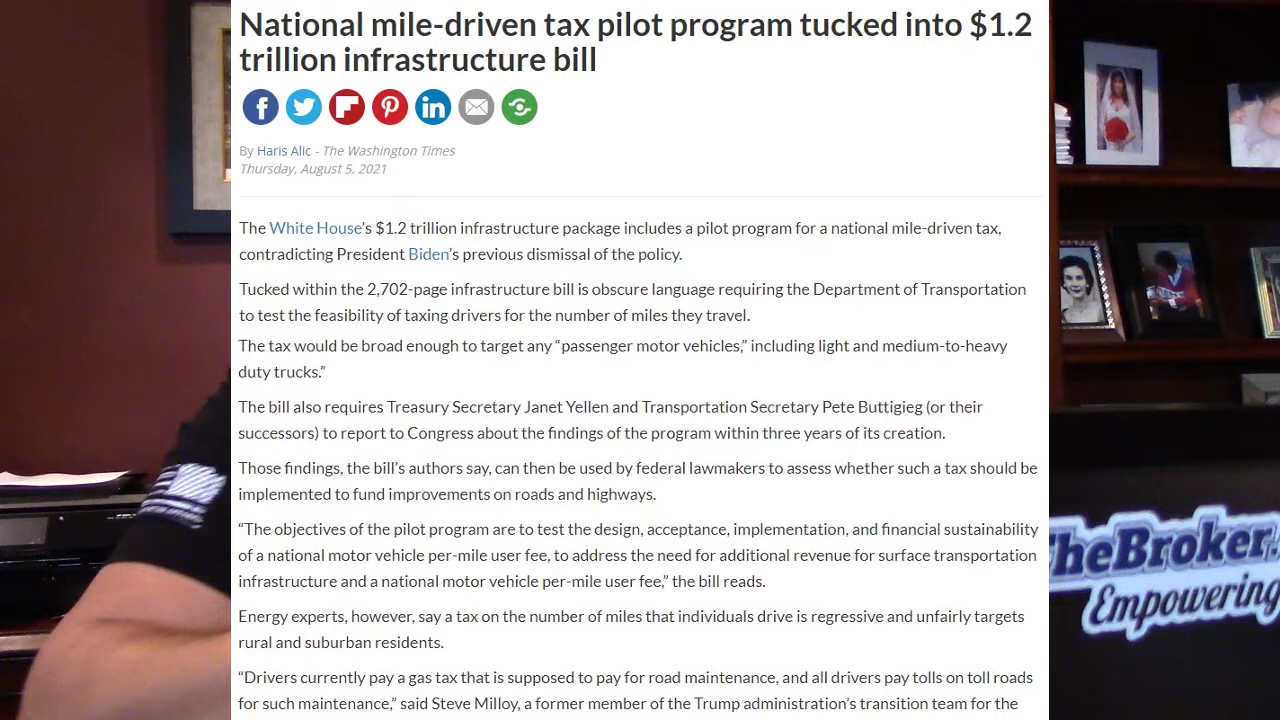 National mile-driven tax pilot program tucked into $1.2
trillion infrastructure bill
By Haris Alic - The Washington Times
Thursday, August 5, 2021
The White House’s $1.2 trillion infrastructure package includes a pilot program for a national mile-driven tax,
contradicting President Biden’s previous dismissal of the policy.
Tucked within the 2,702-page infrastructure bill is obscure language requiring the Department of Transportation
to test the feasibility of taxing drivers for the number of miles they travel.
The tax would be broad enough to target any “passenger motor vehicles,” including light and medium-to-heavy
duty trucks.”
The bill also requires Treasury Secretary Janet Yellen and Transportation Secretary Pete Buttigieg (or their
successors) to report to Congress about the findings of the program within three years of its creation.
Those findings, the bill’s authors say, can then be used by federal lawmakers to assess whether such a tax should be
implemented to fund improvements on roads and highways.
“The objectives of the pilot program are to test the design, acceptance, implementation, and financial sustainability
of a national motor vehicle per-mile user fee, to address the need for additional revenue for surface transportation
infrastructure and a national motor vehicle per-mile user fee,” the bill reads.
Energy experts, however, say a tax on the number of miles that individuals drive is regressive and unfairly targets
rural and suburban residents.
“Drivers currently pay a gas tax that is supposed to pay for road maintenance, and all drivers pay tolls on toll roads
for such maintenance,” said Steve Milloy, a former member of the Trump administration’s transition team for the
heBroker.
Empowering